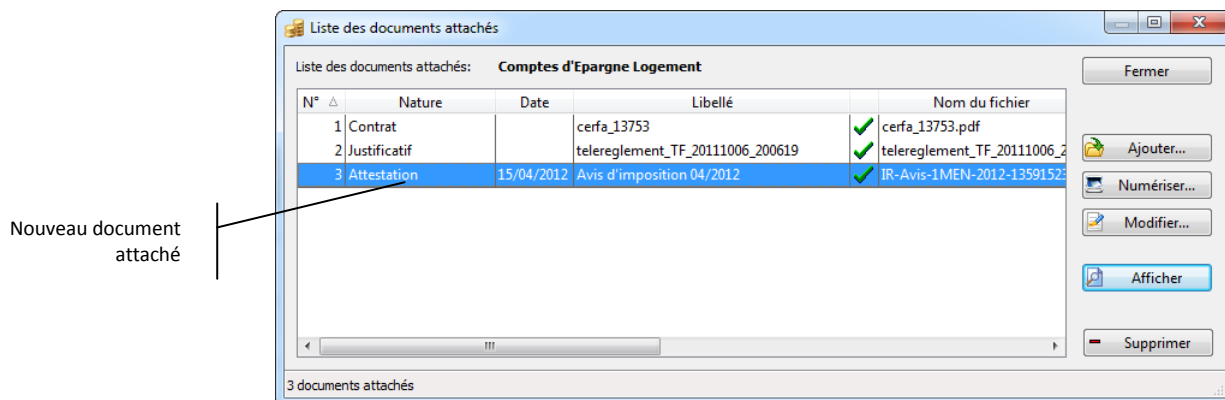 Liste des documents attachés
Liste des documents attachés: Comptes d'Epargne Logement
Fermer
N° Nature Date Libellé Nom du fichier
1 Contrat cerfa_13753 cerfa_13753.pdf
2 Justificatif telereglement_TF_20111006_200619 telereglement_TF_20111006_2
Ajouter...
3 Attestation 15/04/2012 Avis d'imposition 04/2012 IR-Avis-1MEN-2012-13591523
Numériser...
Nouveau document
attaché
Modifier...
Afficher
Supprimer
3 documents attachés